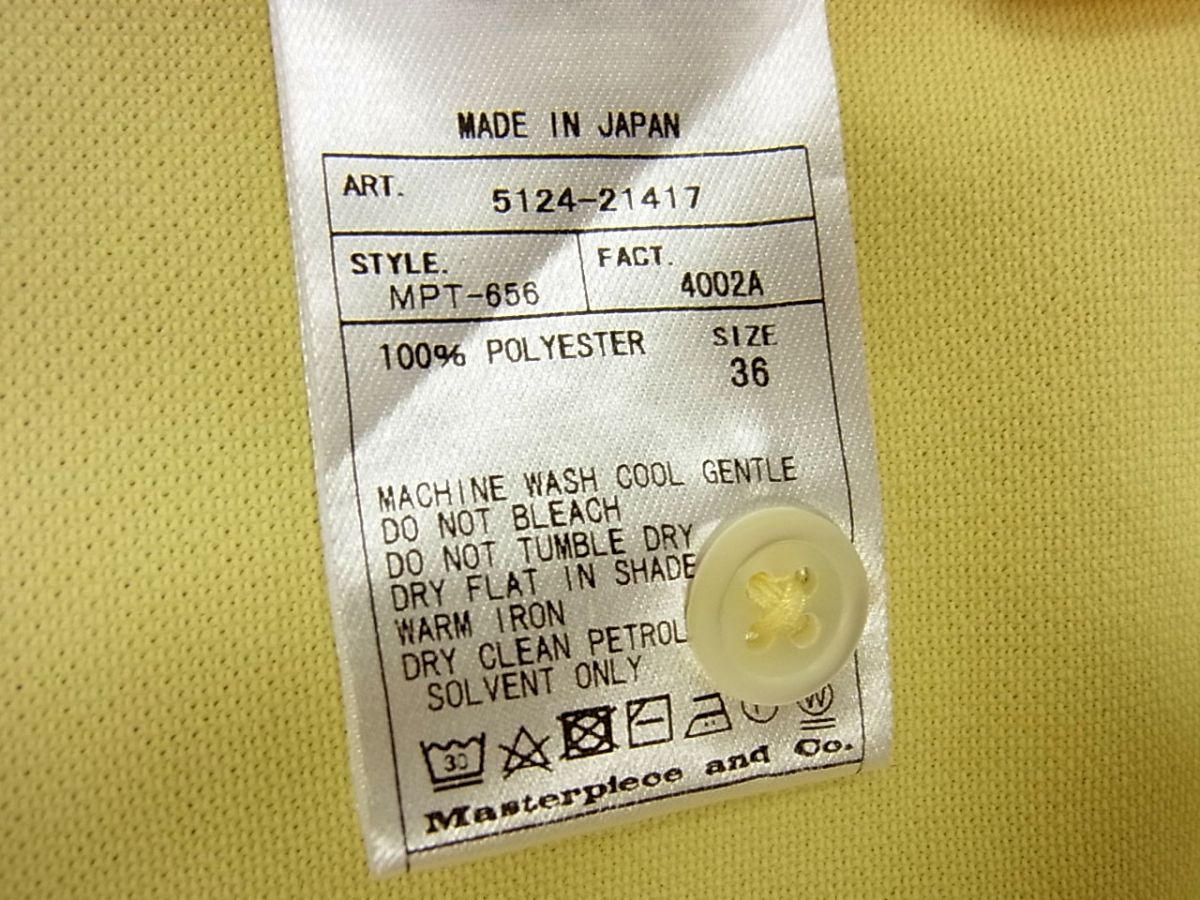 MADE IN JAPAN
ART. 5124-21417
STYLE. FACT.
MPT-656 4002A
100% POLYESTER SIZE
36
MACHINE WASH COOL GENTLE
DO NOT BLEACH
DO NOT TUMBLE DRY
DRY FLAT IN SHADE
WARM IRON
DRY CLEAN PETROL
SOLVENT ONLY
30 W
Masterpiece and Co.